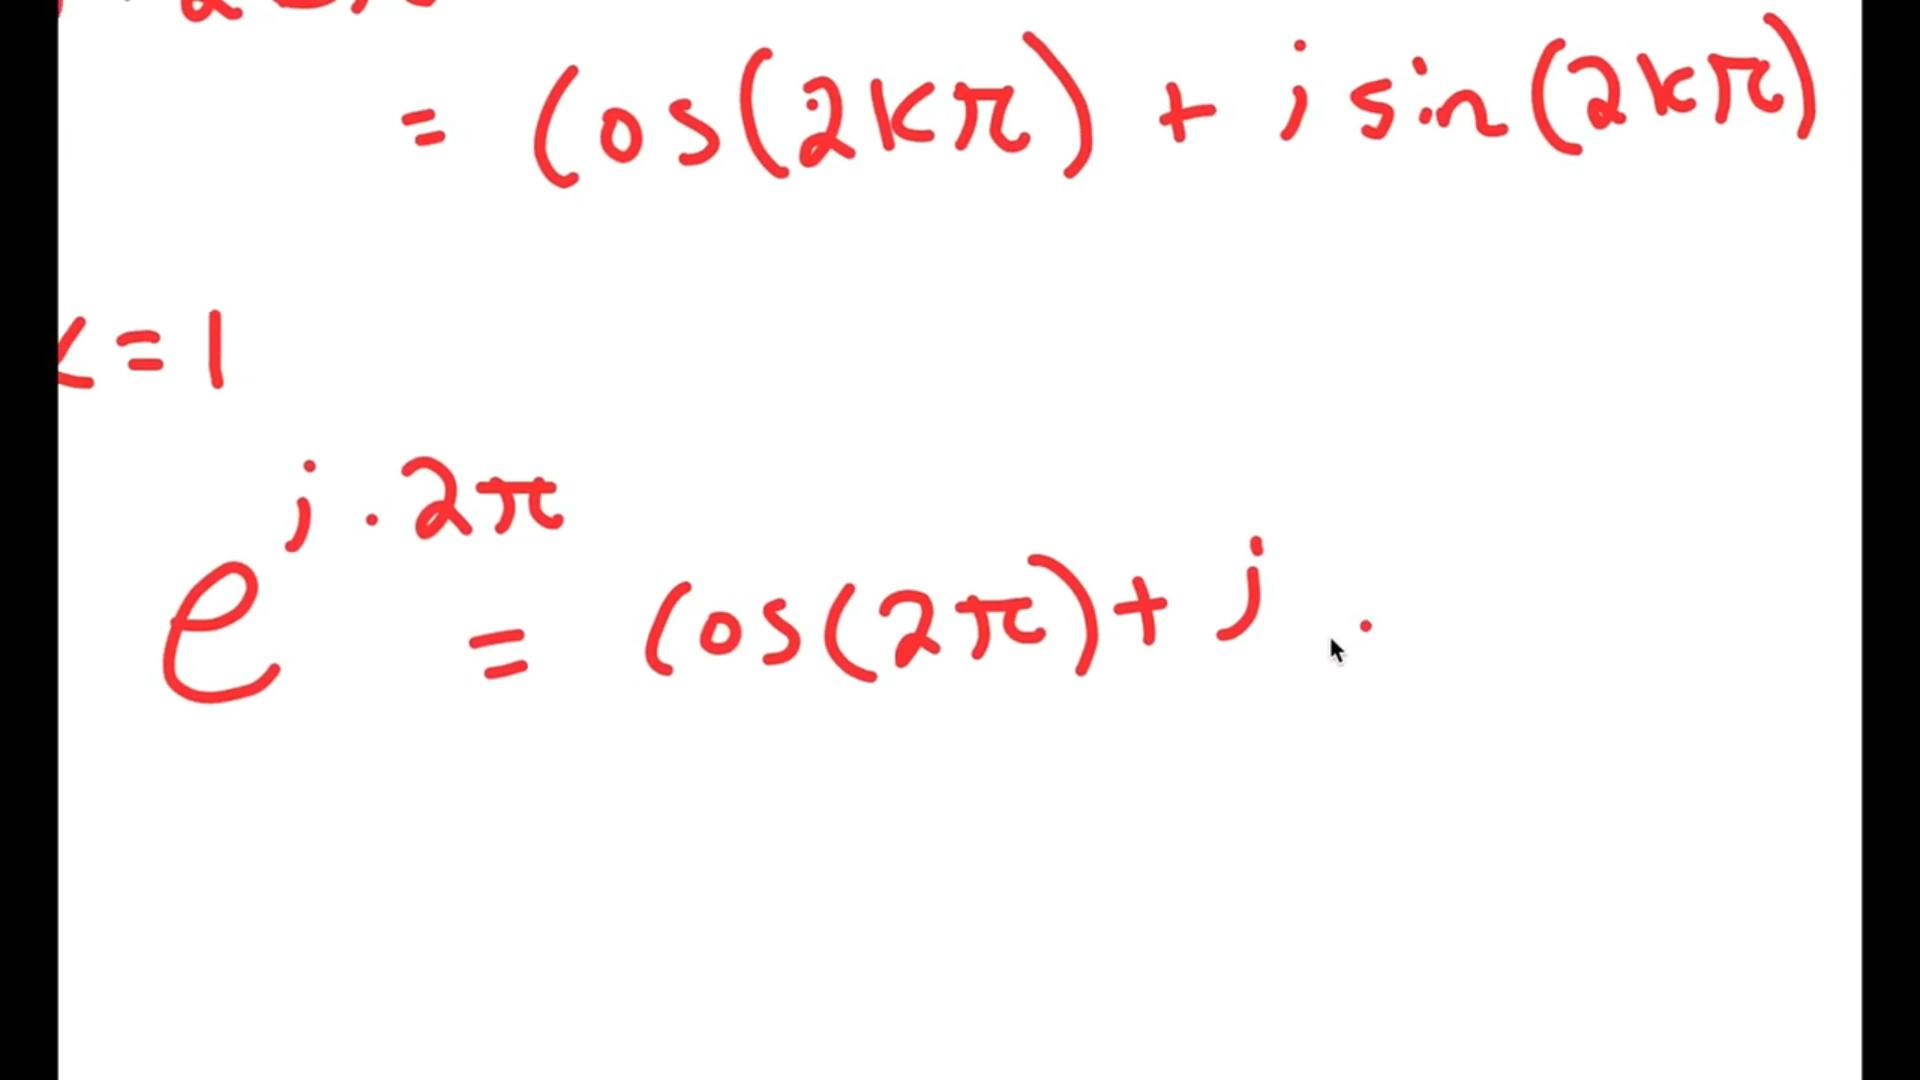 = cos(2kπ) + j sin(2kπ)
k = 1
e^{j · 2π} = cos(2π) + j ·